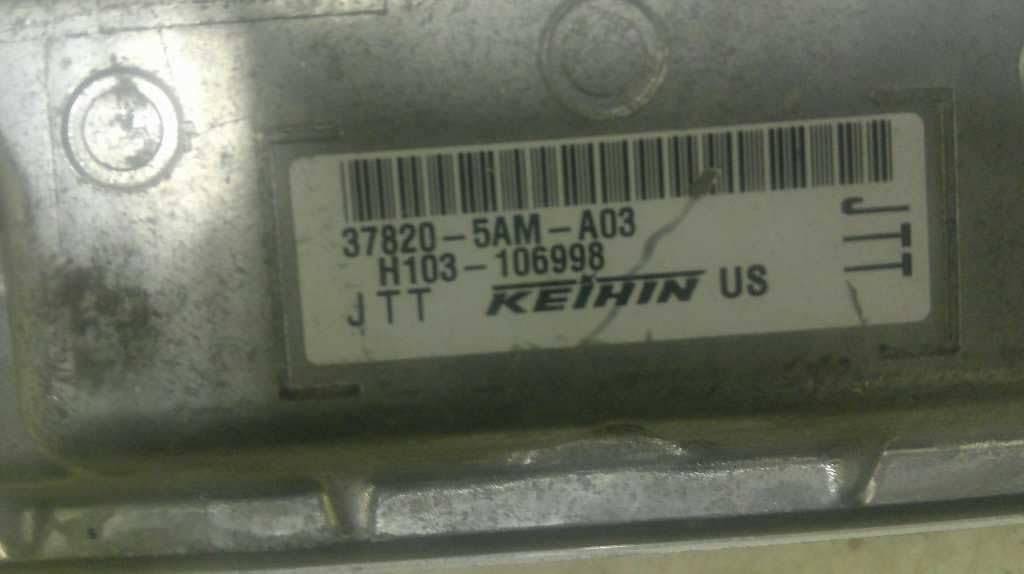 37820-5AM-A03
H103-106998
JTT KEIHIN US
JTT